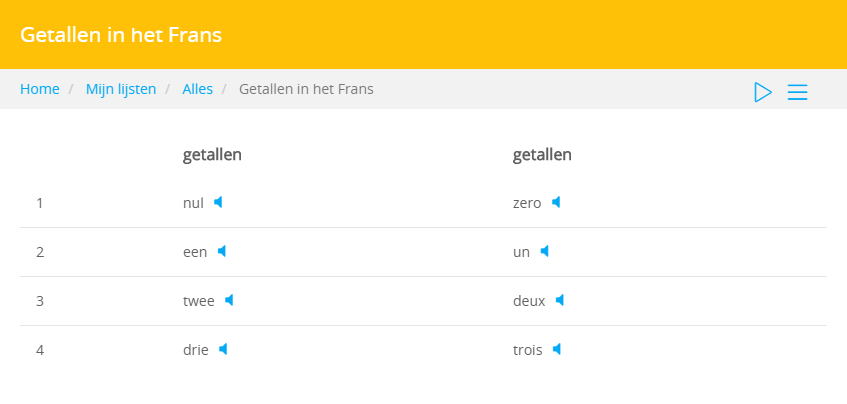 Getallen in het Frans
Home / Mijn lijsten / Alles / Getallen in het Frans
getallen getallen
1 nul zero
2 een un
3 twee deux
4 drie trois